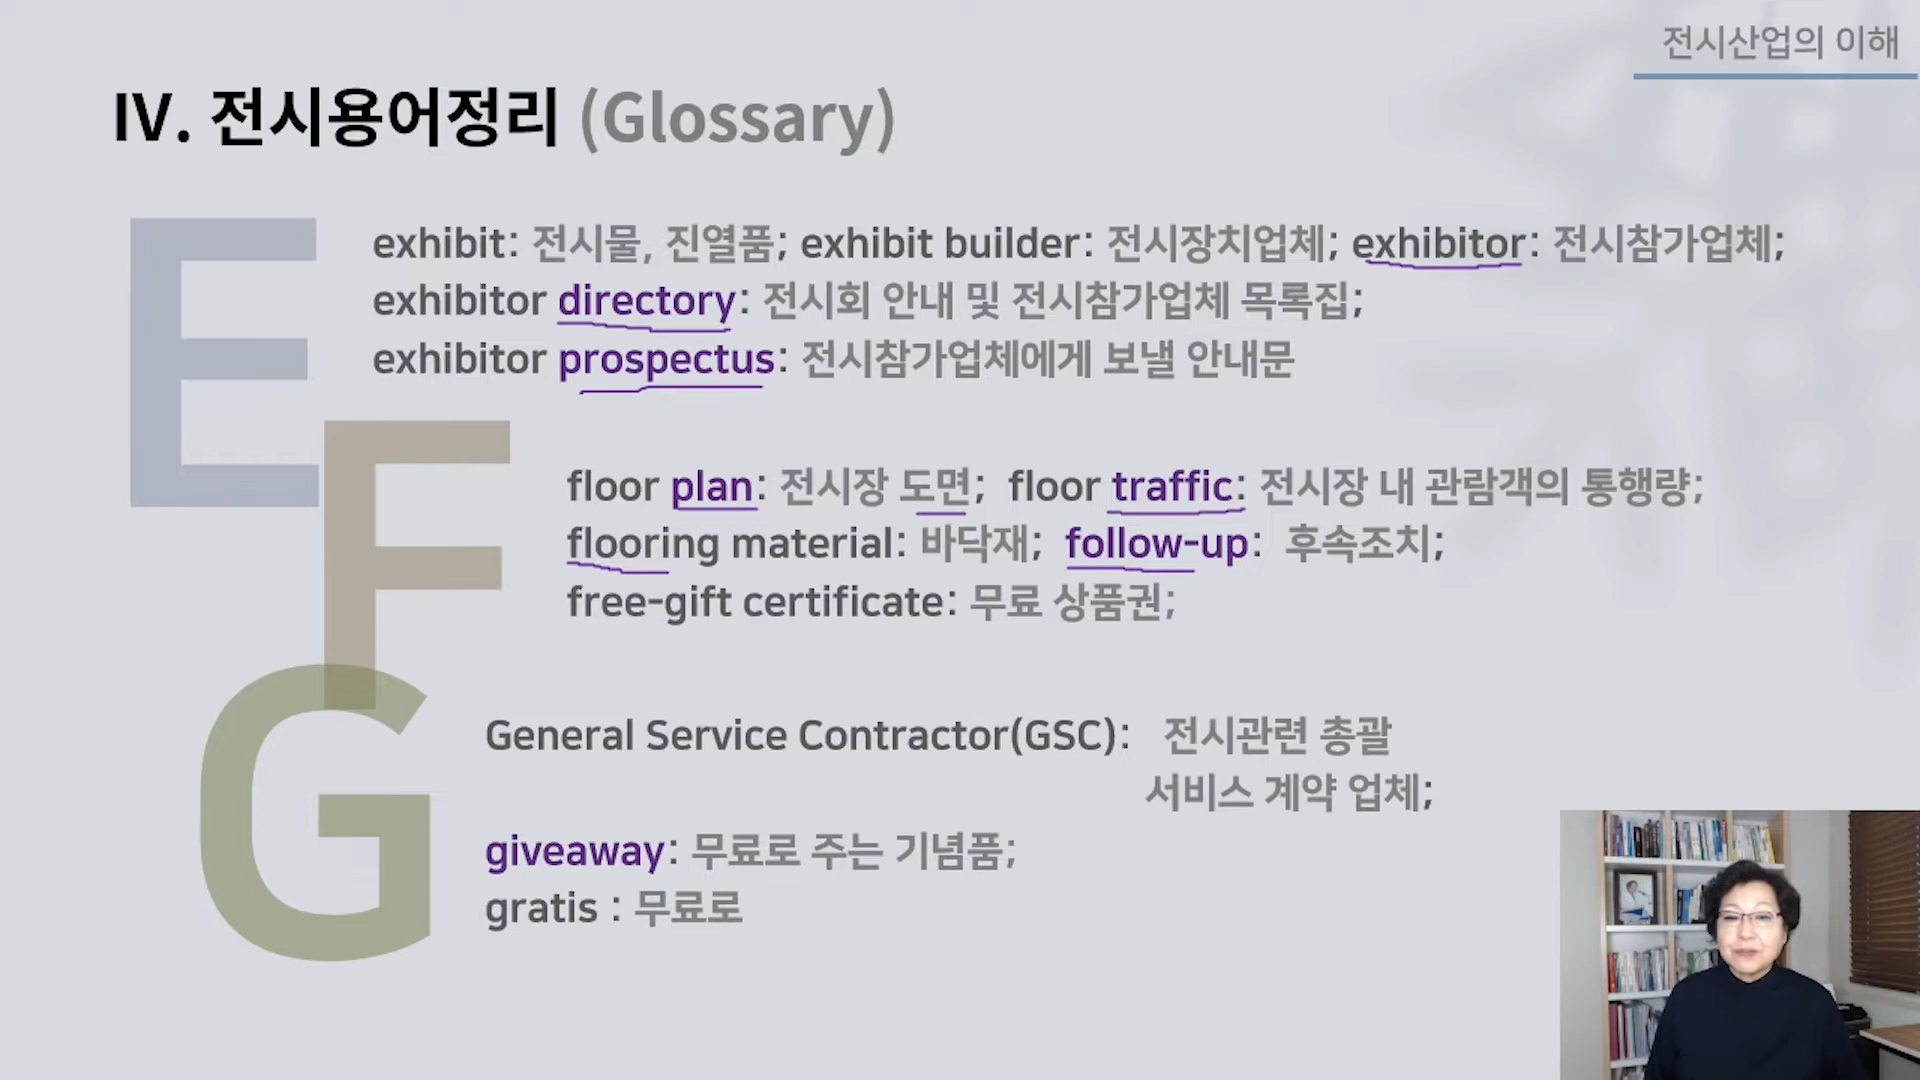 전시산업의 이해
IV. 전시용어정리 (Glossary)
E
exhibit: 전시물, 진열품; exhibit builder: 전시장치업체; exhibitor: 전시참가업체;
exhibitor directory: 전시회 안내 및 전시참가업체 목록집;
exhibitor prospectus: 전시참가업체에게 보낼 안내문
F
floor plan: 전시장 도면; floor traffic: 전시장 내 관람객의 통행량;
flooring material: 바닥재; follow-up: 후속조치;
free-gift certificate: 무료 상품권;
G
General Service Contractor(GSC): 전시관련 총괄
서비스 계약 업체;
giveaway: 무료로 주는 기념품;
gratis : 무료로